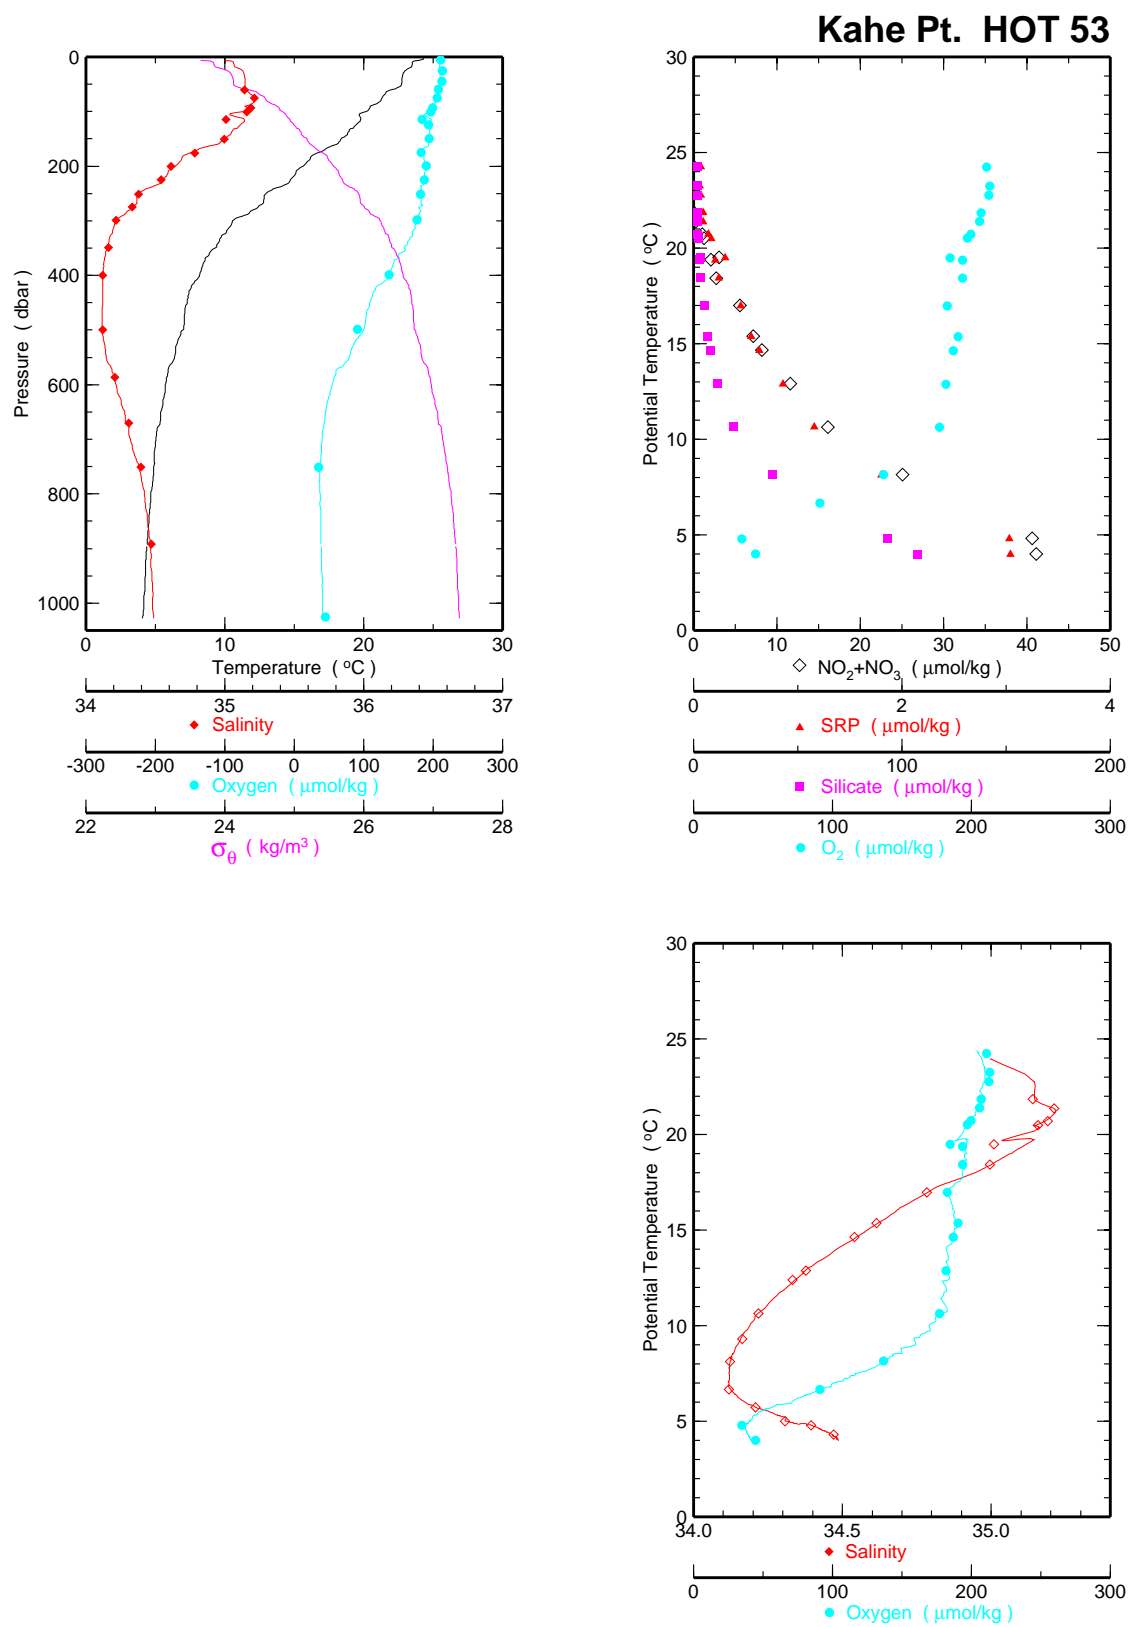 Kahe Pt. HOT 53
0
200
400
600
800
1000
Pressure ( dbar)
0 10 20 30
Temperature ( °C )
34 35 36 37
Salinity
-300 -200 -100 0 100 200 300
Oxygen ( μmol/kg )
22 24 26 28
σθ ( kg/m³ )
30
25
20
15
10
5
0
Potential Temperature ( °C)
0 10 20 30 40 50
NO₂+NO₃ ( μmol/kg )
0 2 4
SRP ( μmol/kg )
0 100 200
Silicate ( μmol/kg )
0 100 200 300
O₂ ( μmol/kg )
30
25
20
15
10
5
0
Potential Temperature ( °C)
34.0 34.5 35.0
Salinity
0 100 200 300
Oxygen ( μmol/kg )